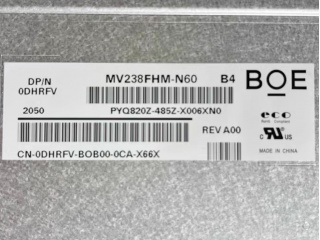 DP/N
0DHRFV
MV238FHM-N60 B4
BOE
2050
PYQ820Z-485Z-X006XN0
eco
REV A00
CN-0DHRFV-BOB00-0CA-X66X
MADE IN CHINA